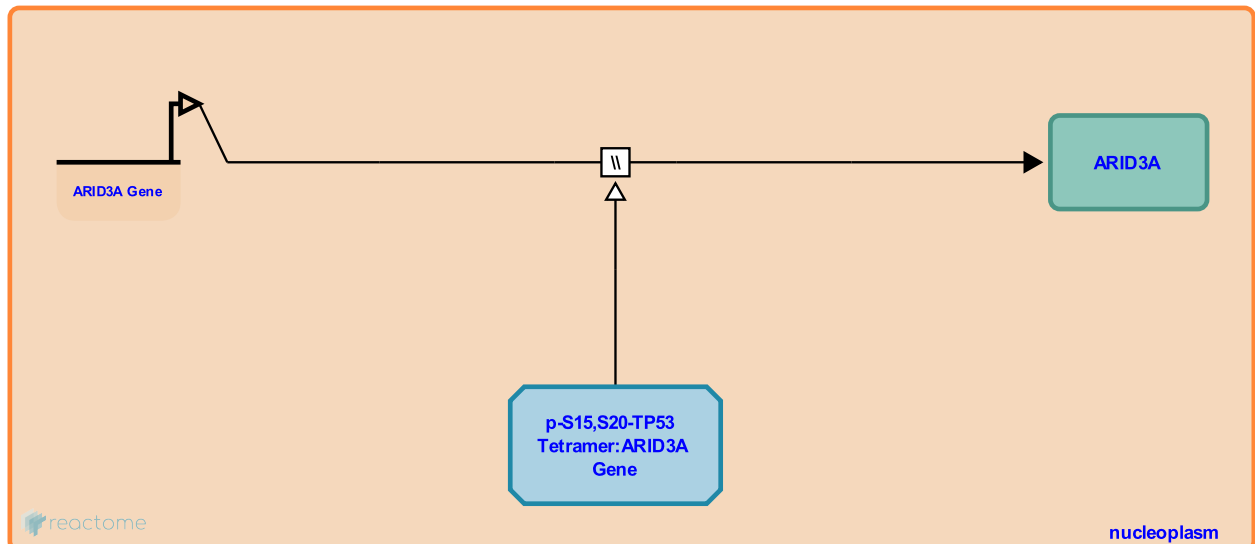 ARID3A Gene
\\
ARID3A
p-S15,S20-TP53
Tetramer:ARID3A
Gene
reactome
nucleoplasm